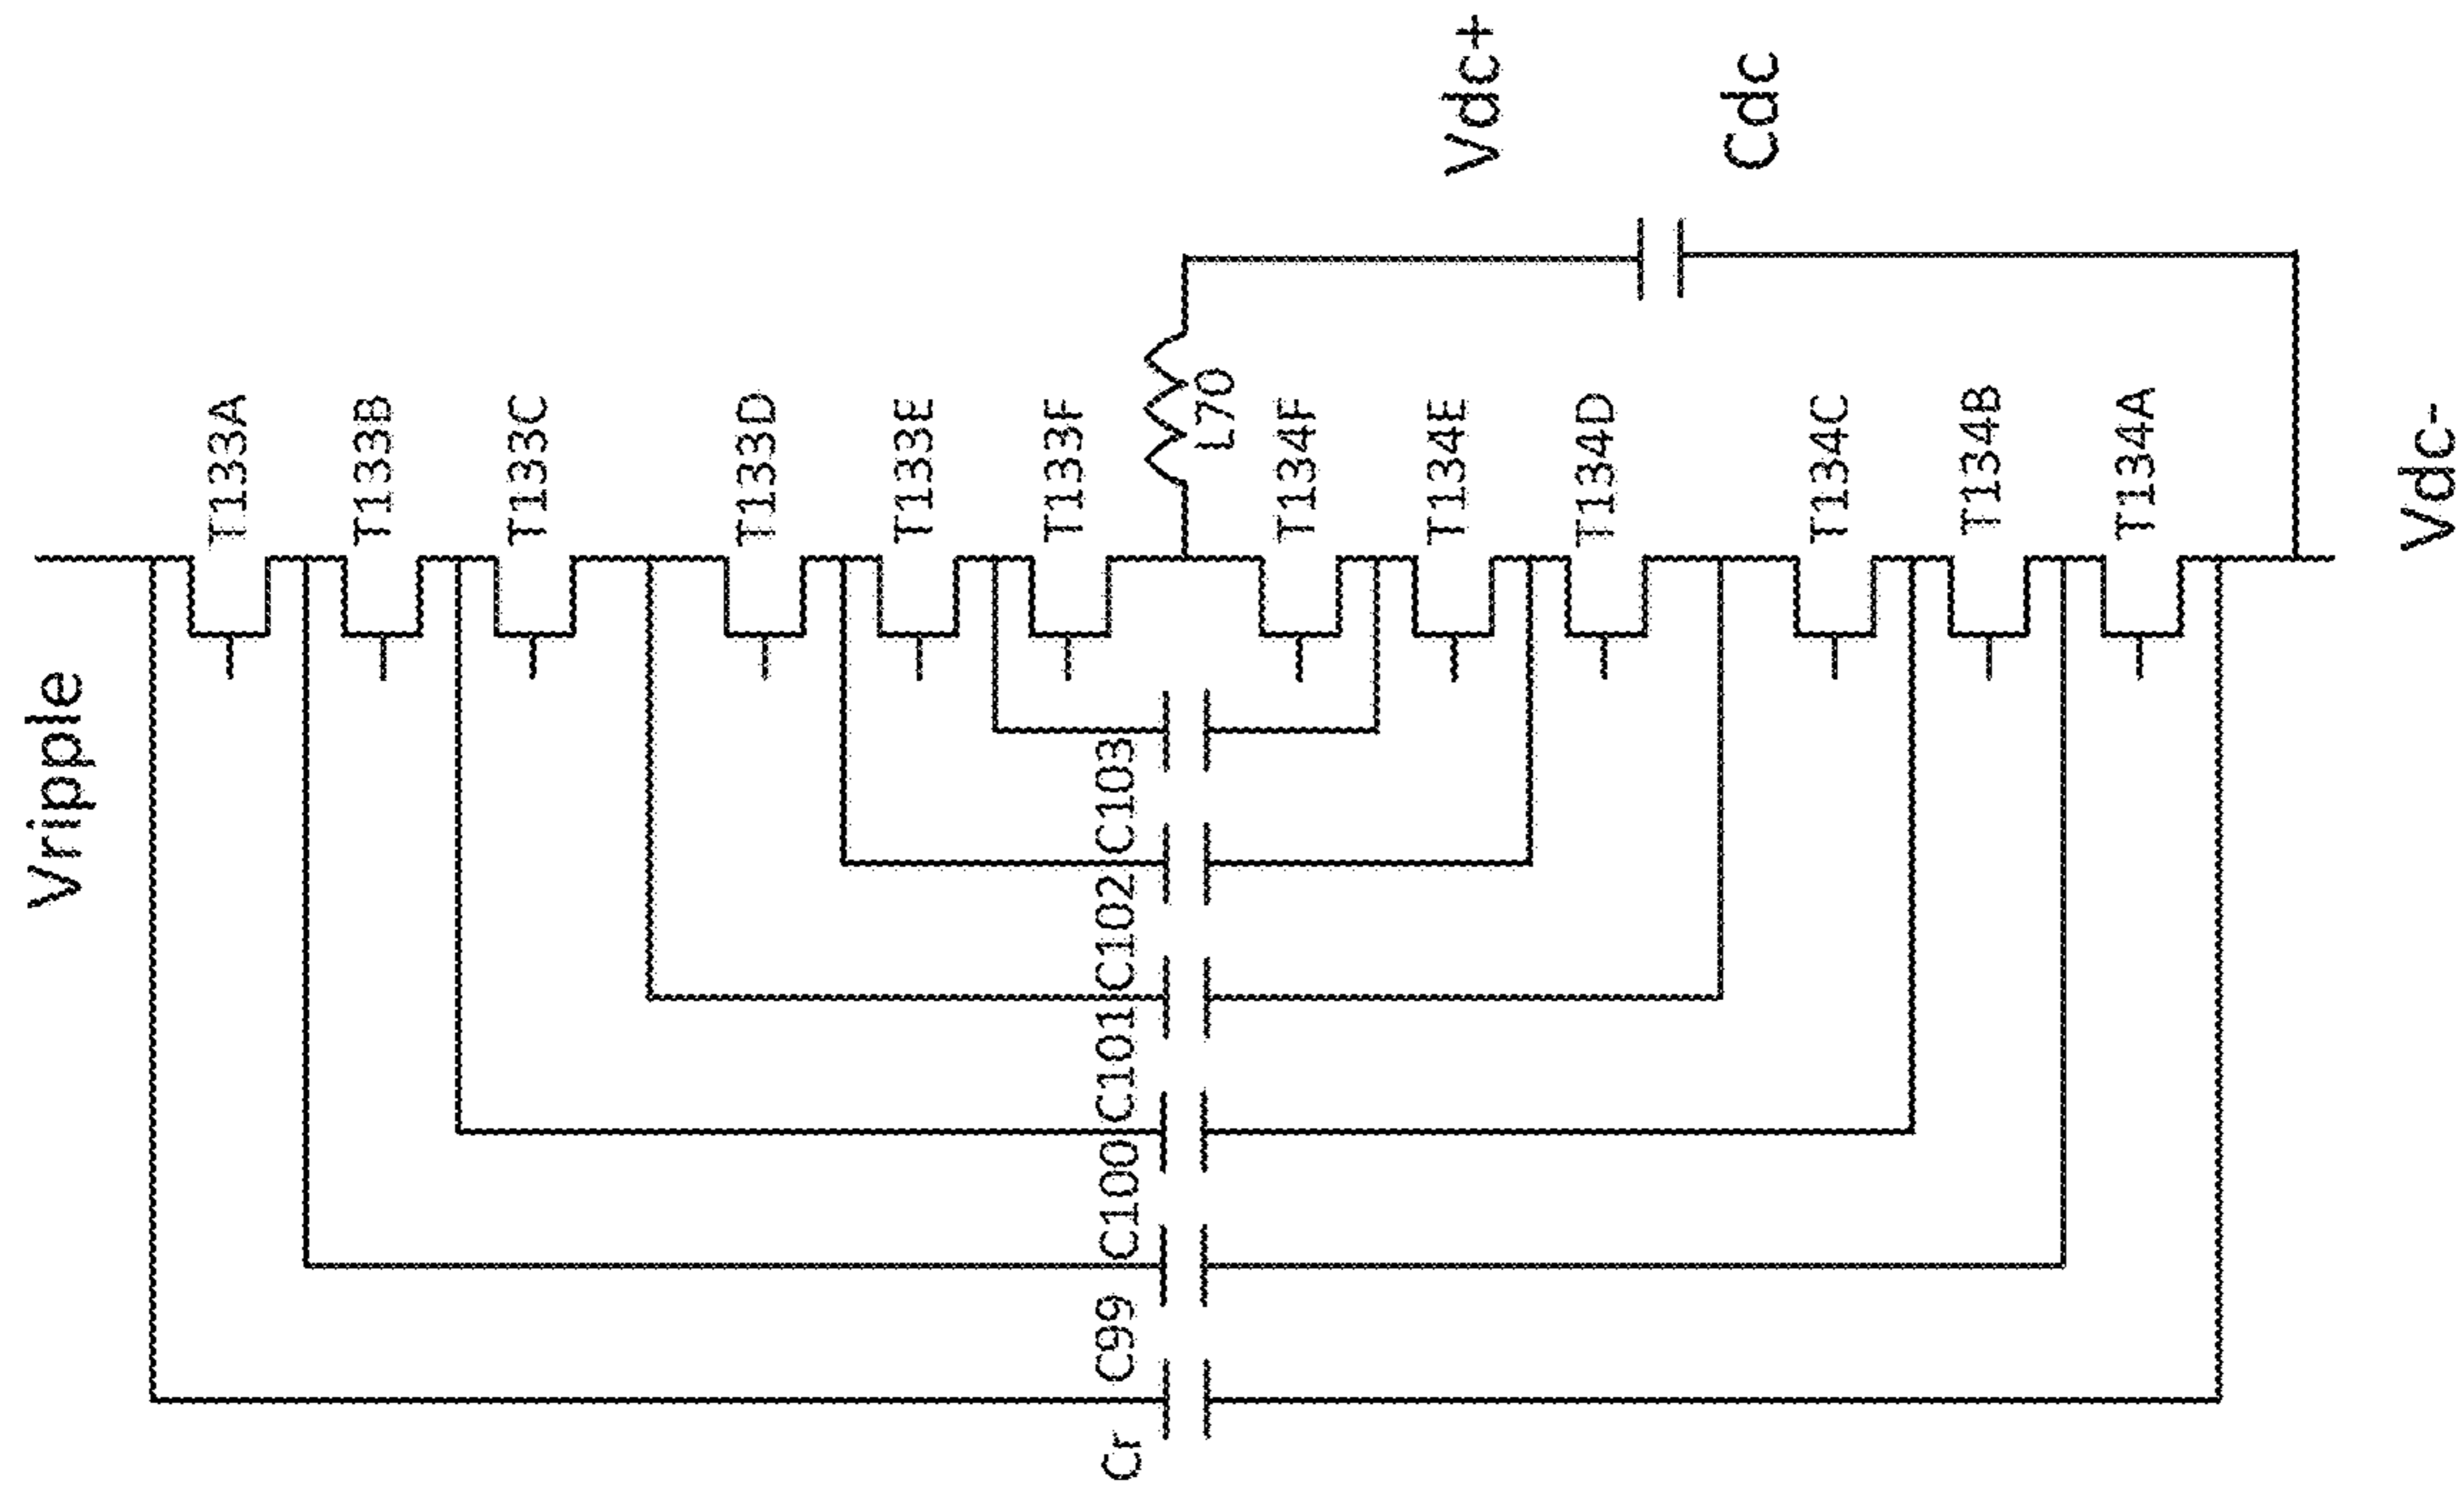 Vripple
T133A
T133B
T133C
T133D
T133E
T133F
L70
T134F
T134E
T134D
T134C
T134B
T134A
Vdc+
Cdc
Vdc-
Cr
C99
C100
C101
C102
C103